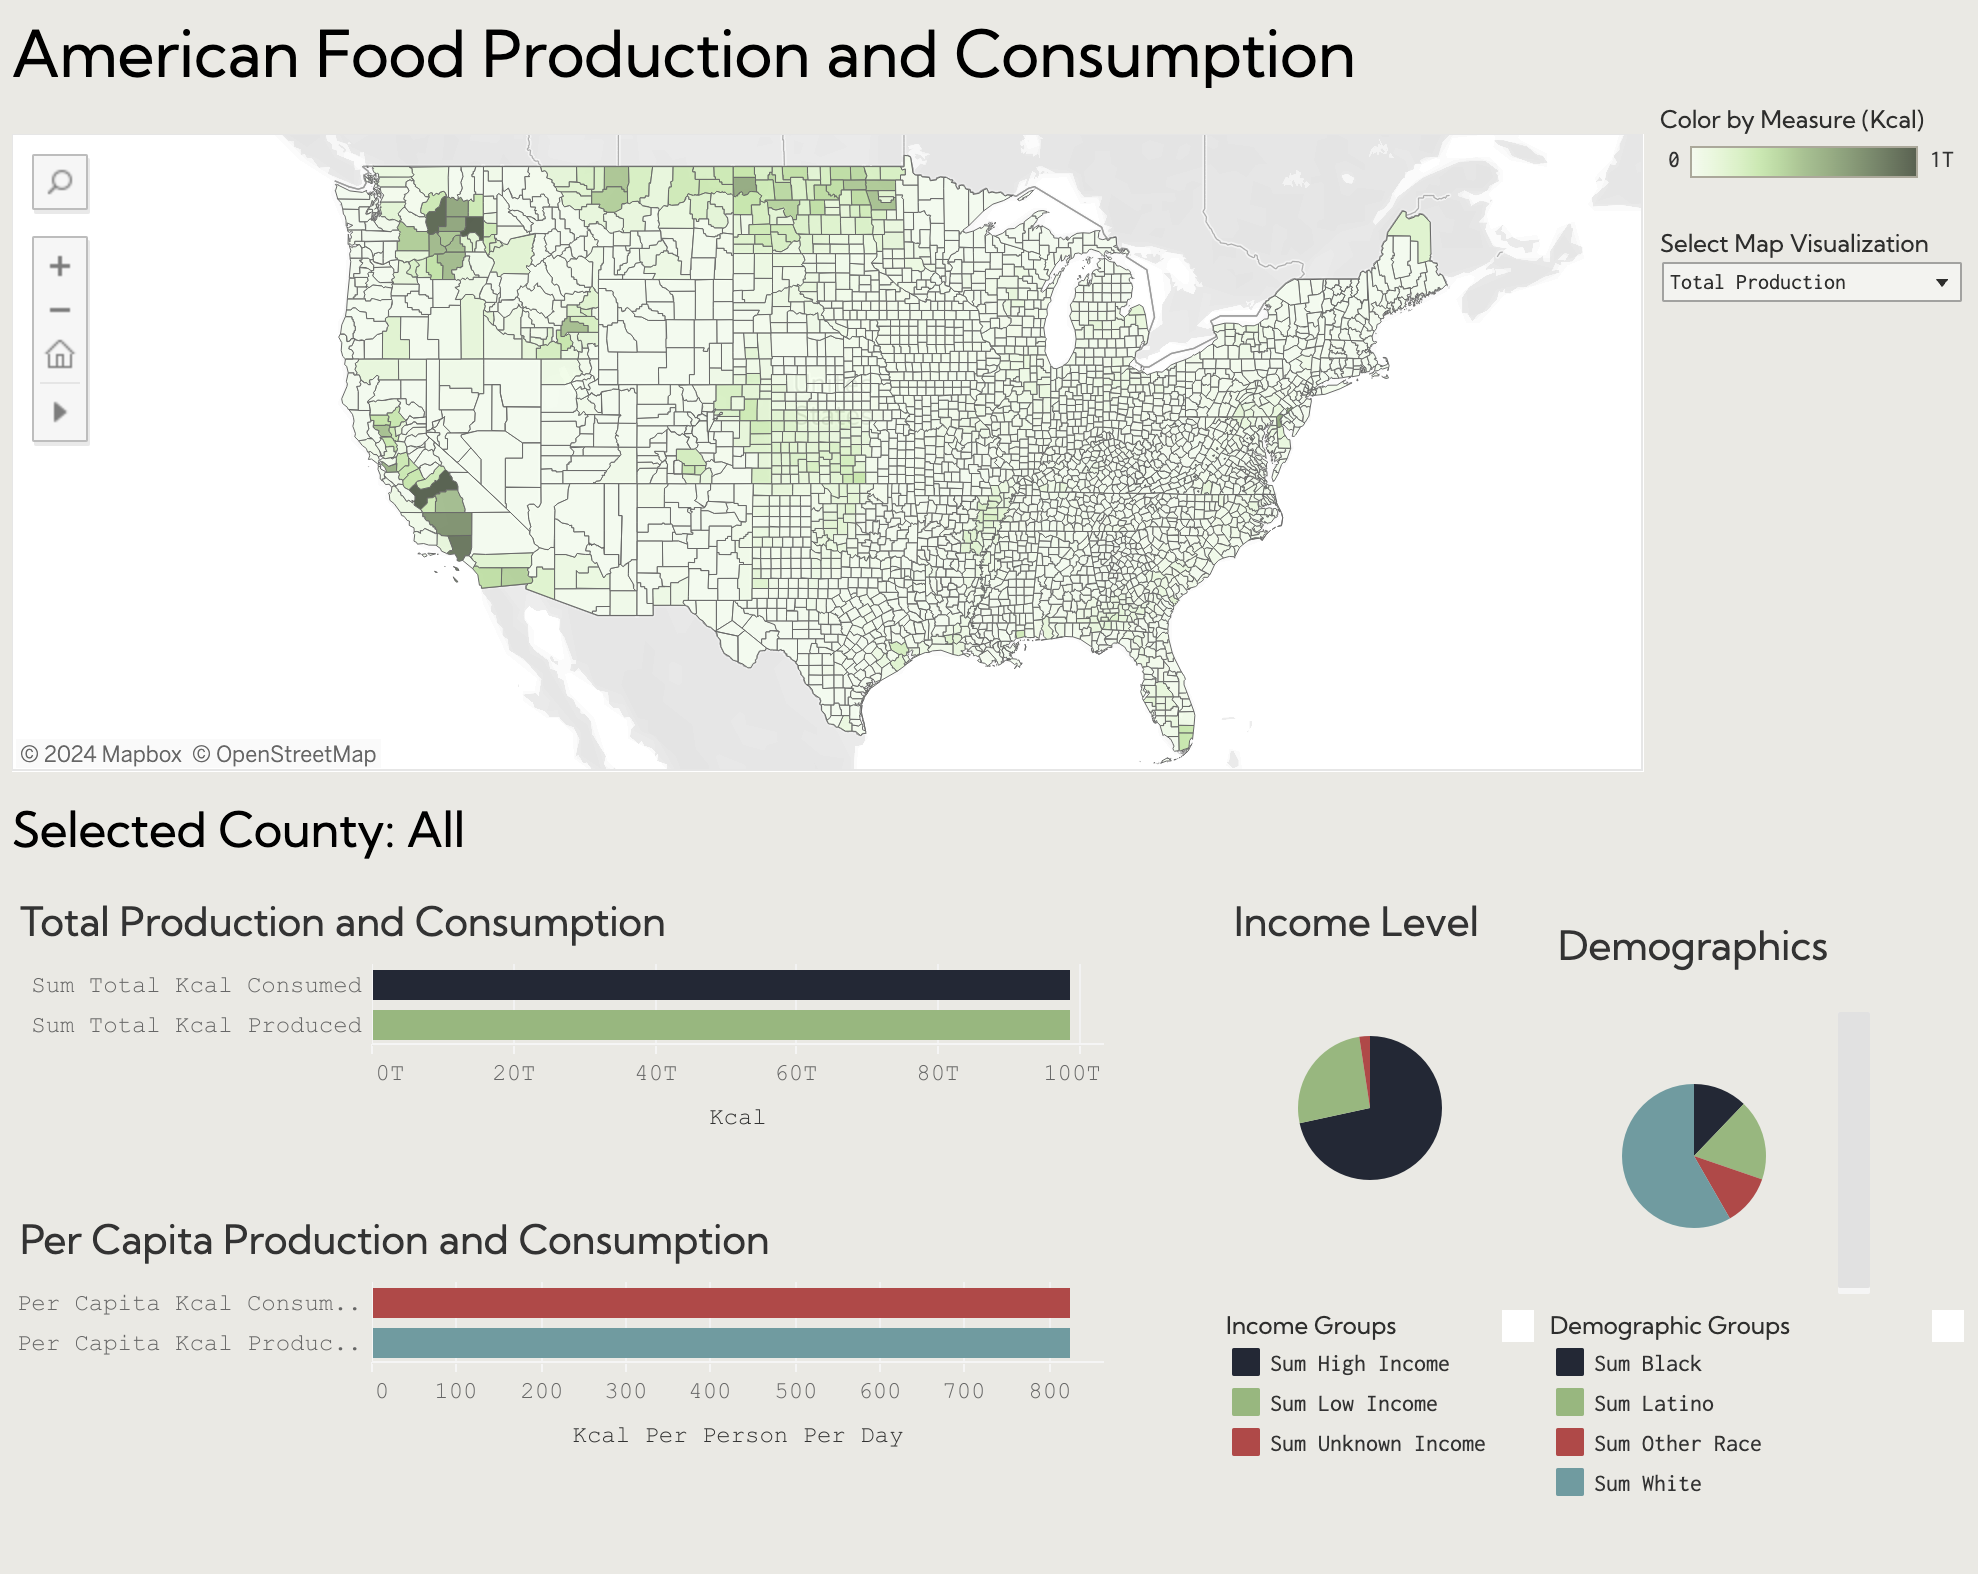 American Food Production and Consumption
Color by Measure (Kcal)
0
1T
Select Map Visualization
Total Production
United
States
© 2024 Mapbox © OpenStreetMap
Selected County: All
Total Production and Consumption
Sum Total Kcal Consumed
Sum Total Kcal Produced
0T 20T 40T 60T 80T 100T
Kcal
Per Capita Production and Consumption
Per Capita Kcal Consum..
Per Capita Kcal Produc..
0 100 200 300 400 500 600 700 800
Kcal Per Person Per Day
Income Level
Demographics
Income Groups
Sum High Income
Sum Low Income
Sum Unknown Income
Demographic Groups
Sum Black
Sum Latino
Sum Other Race
Sum White